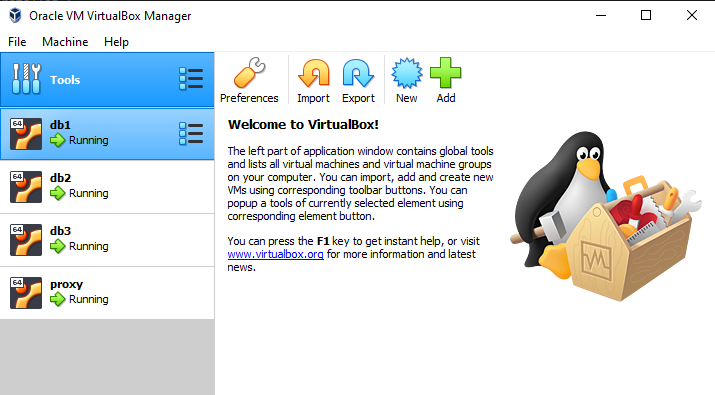 Oracle VM VirtualBox Manager
File Machine Help
Tools
64
db1
Running
64
db2
Running
64
db3
Running
64
proxy
Running
Preferences Import Export New Add
Welcome to VirtualBox!
The left part of application window contains global tools
and lists all virtual machines and virtual machine groups
on your computer. You can import, add and create new
VMs using corresponding toolbar buttons. You can
popup a tools of currently selected element using
corresponding element button.
You can press the F1 key to get instant help, or visit
www.virtualbox.org for more information and latest
news.
VM